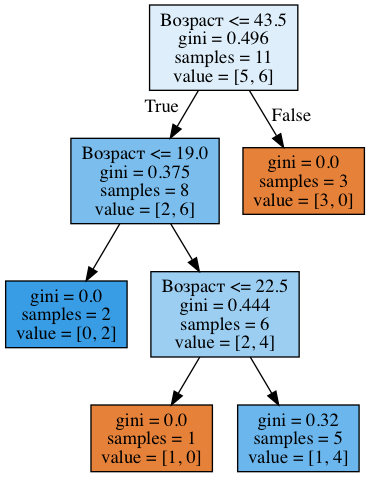 Возраст <= 43.5
gini = 0.496
samples = 11
value = [5, 6]
True
False
Возраст <= 19.0
gini = 0.375
samples = 8
value = [2, 6]
gini = 0.0
samples = 3
value = [3, 0]
gini = 0.0
samples = 2
value = [0, 2]
Возраст <= 22.5
gini = 0.444
samples = 6
value = [2, 4]
gini = 0.0
samples = 1
value = [1, 0]
gini = 0.32
samples = 5
value = [1, 4]